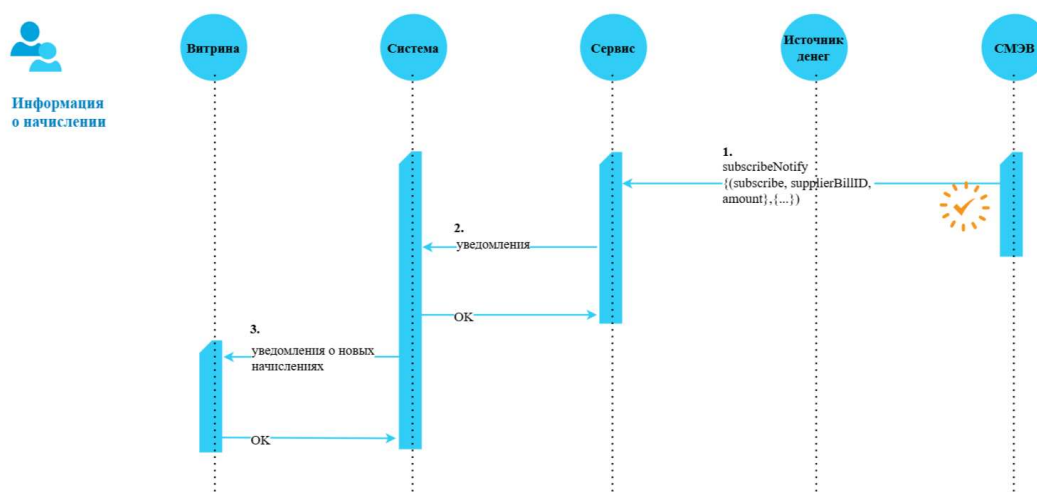 Витрина
Система
Сервис
Источник
денег
СМЭВ
Информация
о начислении
1.
subscribeNotify
{(subscribe, supplierBillID,
amount},{...})
2.
уведомления
OK
3.
уведомления о новых
начислениях
OK